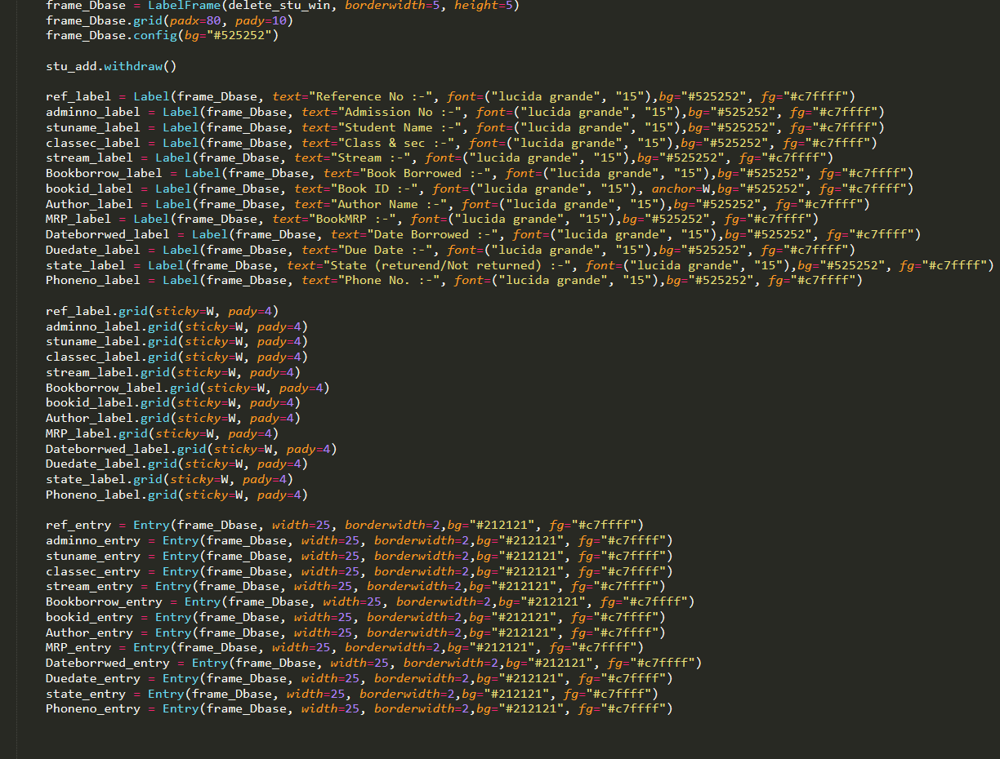 frame_Dbase = LabelFrame(delete_stu_win, borderwidth=5, height=5)
frame_Dbase.grid(padx=80, pady=10)
frame_Dbase.config(bg="#525252")
stu_add.withdraw()
ref_label = Label(frame_Dbase, text="Reference No :-", font=("lucida grande", "15"),bg="#525252", fg="#c7ffff")
adminno_label = Label(frame_Dbase, text="Admission No :-", font=("lucida grande", "15"),bg="#525252", fg="#c7ffff")
stuname_label = Label(frame_Dbase, text="Student Name :-", font=("lucida grande", "15"),bg="#525252", fg="#c7ffff")
classec_label = Label(frame_Dbase, text="Class & sec :-", font=("lucida grande", "15"),bg="#525252", fg="#c7ffff")
stream_label = Label(frame_Dbase, text="Stream :-", font=("lucida grande", "15"),bg="#525252", fg="#c7ffff")
Bookborrow_label = Label(frame_Dbase, text="Book Borrowed :-", font=("lucida grande", "15"),bg="#525252", fg="#c7ffff")
bookid_label = Label(frame_Dbase, text="Book ID :-", font=("lucida grande", "15"), anchor=W,bg="#525252", fg="#c7ffff")
Author_label = Label(frame_Dbase, text="Author Name :-", font=("lucida grande", "15"),bg="#525252", fg="#c7ffff")
MRP_label = Label(frame_Dbase, text="BookMRP :-", font=("lucida grande", "15"),bg="#525252", fg="#c7ffff")
Dateborrwed_label = Label(frame_Dbase, text="Date Borrowed :-", font=("lucida grande", "15"),bg="#525252", fg="#c7ffff")
Duedate_label = Label(frame_Dbase, text="Due Date :-", font=("lucida grande", "15"),bg="#525252", fg="#c7ffff")
state_label = Label(frame_Dbase, text="State (returend/Not returned) :-", font=("lucida grande", "15"),bg="#525252", fg="#c7ffff")
Phoneno_label = Label(frame_Dbase, text="Phone No. :-", font=("lucida grande", "15"),bg="#525252", fg="#c7ffff")
ref_label.grid(sticky=W, pady=4)
adminno_label.grid(sticky=W, pady=4)
stuname_label.grid(sticky=W, pady=4)
classec_label.grid(sticky=W, pady=4)
stream_label.grid(sticky=W, pady=4)
Bookborrow_label.grid(sticky=W, pady=4)
bookid_label.grid(sticky=W, pady=4)
Author_label.grid(sticky=W, pady=4)
MRP_label.grid(sticky=W, pady=4)
Dateborrwed_label.grid(sticky=W, pady=4)
Duedate_label.grid(sticky=W, pady=4)
state_label.grid(sticky=W, pady=4)
Phoneno_label.grid(sticky=W, pady=4)
ref_entry = Entry(frame_Dbase, width=25, borderwidth=2,bg="#212121", fg="#c7ffff")
adminno_entry = Entry(frame_Dbase, width=25, borderwidth=2,bg="#212121", fg="#c7ffff")
stuname_entry = Entry(frame_Dbase, width=25, borderwidth=2,bg="#212121", fg="#c7ffff")
classec_entry = Entry(frame_Dbase, width=25, borderwidth=2,bg="#212121", fg="#c7ffff")
stream_entry = Entry(frame_Dbase, width=25, borderwidth=2,bg="#212121", fg="#c7ffff")
Bookborrow_entry = Entry(frame_Dbase, width=25, borderwidth=2,bg="#212121", fg="#c7ffff")
bookid_entry = Entry(frame_Dbase, width=25, borderwidth=2,bg="#212121", fg="#c7ffff")
Author_entry = Entry(frame_Dbase, width=25, borderwidth=2,bg="#212121", fg="#c7ffff")
MRP_entry = Entry(frame_Dbase, width=25, borderwidth=2,bg="#212121", fg="#c7ffff")
Dateborrwed_entry = Entry(frame_Dbase, width=25, borderwidth=2,bg="#212121", fg="#c7ffff")
Duedate_entry = Entry(frame_Dbase, width=25, borderwidth=2,bg="#212121", fg="#c7ffff")
state_entry = Entry(frame_Dbase, width=25, borderwidth=2,bg="#212121", fg="#c7ffff")
Phoneno_entry = Entry(frame_Dbase, width=25, borderwidth=2,bg="#212121", fg="#c7ffff")